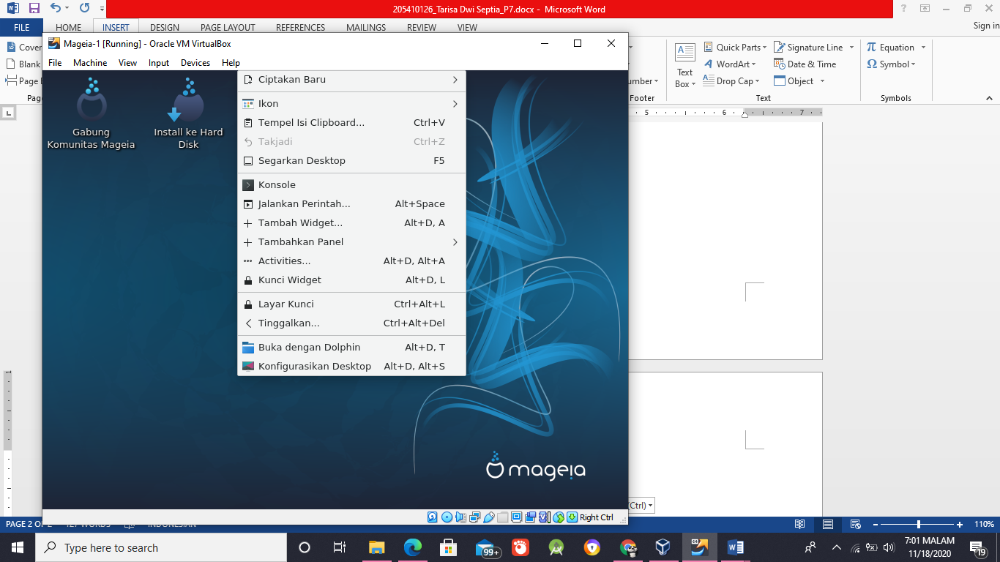 205410126_Tarisa Dwi Septia_P7.docx - Microsoft Word
FILE HOME INSERT DESIGN PAGE LAYOUT REFERENCES MAILINGS REVIEW VIEW Sign in
Mageia-1 [Running] - Oracle VM VirtualBox
File Machine View Input Devices Help
Cover
Blank
Page
Text Box
Quick Parts
WordArt
Drop Cap
Signature Line
Date & Time
Object
Equation
Symbol
Footer
Text
Symbols
5 6 7
Gabung
Komunitas Mageia
Install ke Hard
Disk
Ciptakan Baru
Ikon
Tempel Isi Clipboard... Ctrl+V
Takjadi Ctrl+Z
Segarkan Desktop F5
Konsole
Jalankan Perintah... Alt+Space
Tambah Widget... Alt+D, A
Tambahkan Panel
Activities... Alt+D, Alt+A
Kunci Widget Alt+D, L
Layar Kunci Ctrl+Alt+L
Tinggalkan... Ctrl+Alt+Del
Buka dengan Dolphin Alt+D, T
Konfigurasikan Desktop Alt+D, Alt+S
mageia
(Ctrl)
Right Ctrl
PAGE 2 OF 2 127 WORDS INDONESIAN 110%
Type here to search
99+
7:01 MALAM
11/18/2020
19